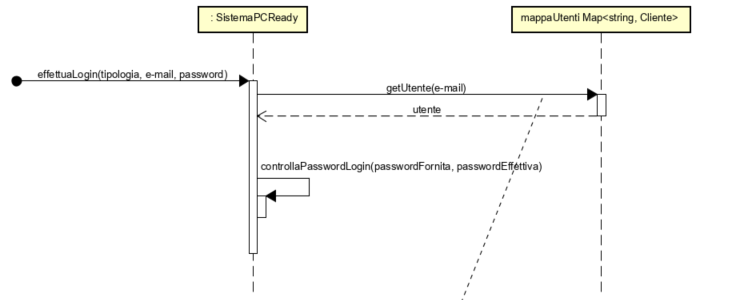 : SistemaPCReady
mappaUtenti Map<string, Cliente>
effettuaLogin(tipologia, e-mail, password)
getUtente(e-mail)
utente
controllaPasswordLogin(passwordFornita, passwordEffettiva)